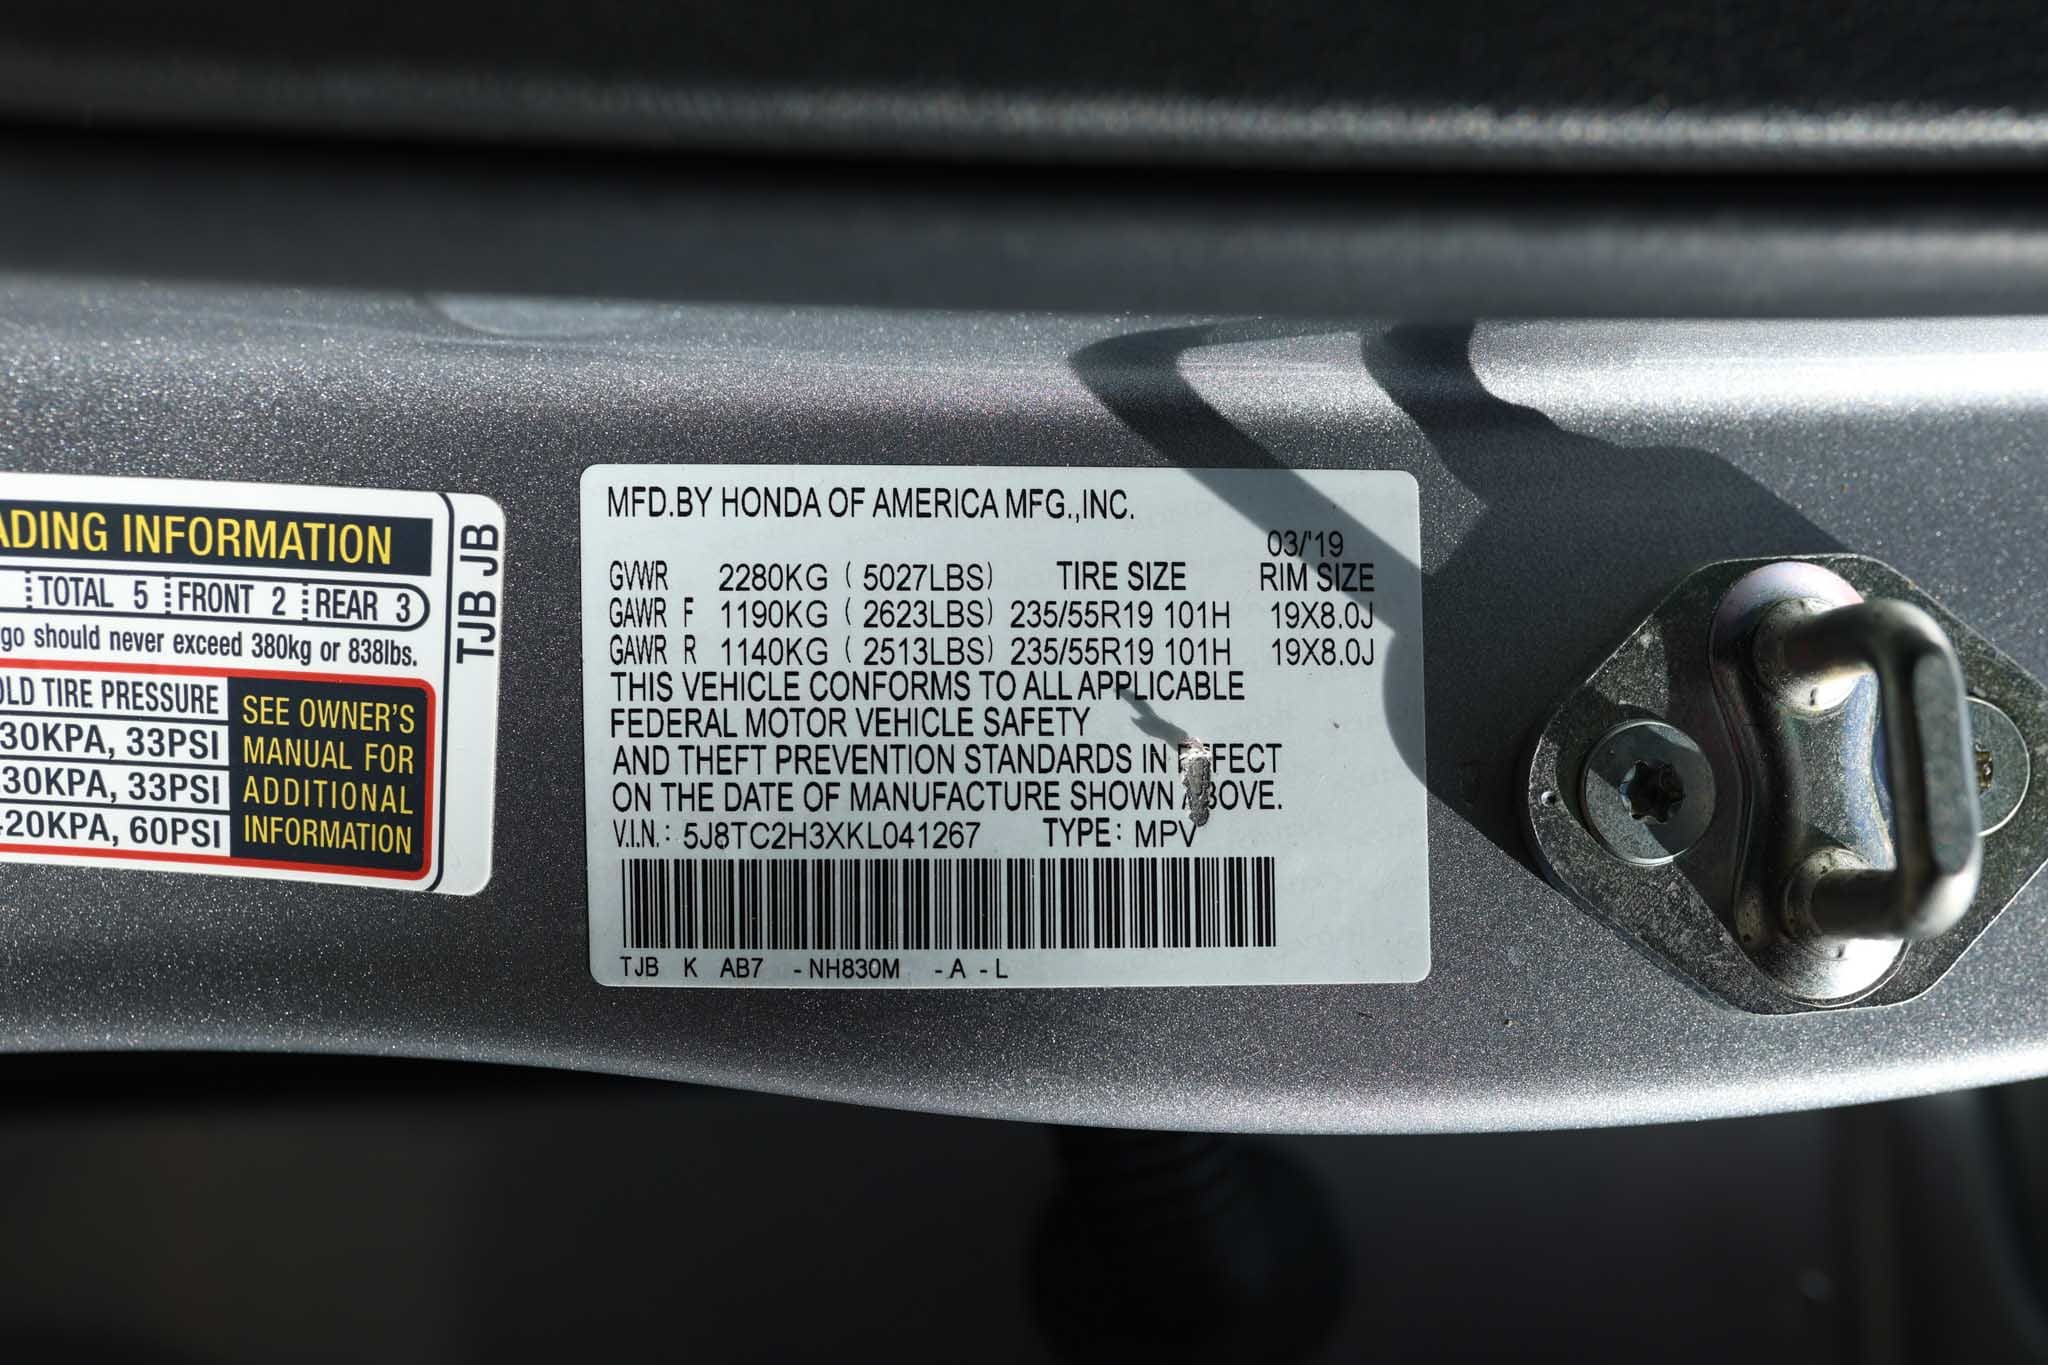 ADING INFORMATION
TOTAL 5 FRONT 2 REAR 3
go should never exceed 380kg or 838lbs.
OLD TIRE PRESSURE
30KPA, 33PSI
30KPA, 33PSI
420KPA, 60PSI
SEE OWNER'S
MANUAL FOR
ADDITIONAL
INFORMATION
TJB JB
MFD.BY HONDA OF AMERICA MFG.,INC.
03/'19
GVWR 2280KG ( 5027LBS) TIRE SIZE RIM SIZE
GAWR F 1190KG ( 2623LBS) 235/55R19 101H 19X8.0J
GAWR R 1140KG ( 2513LBS) 235/55R19 101H 19X8.0J
THIS VEHICLE CONFORMS TO ALL APPLICABLE
FEDERAL MOTOR VEHICLE SAFETY
AND THEFT PREVENTION STANDARDS IN EFFECT
ON THE DATE OF MANUFACTURE SHOWN ABOVE.
V.I.N.: 5J8TC2H3XKL041267 TYPE: MPV
TJB K AB7 -NH830M -A -L